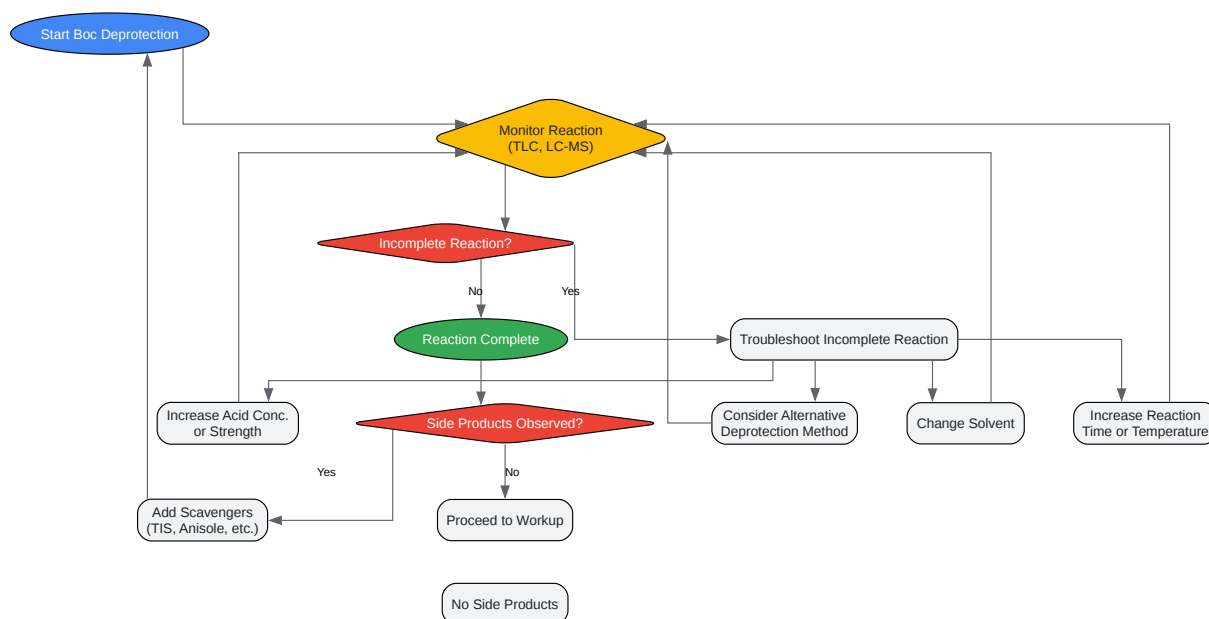 Start Boc Deprotection
Monitor Reaction
(TLC, LC-MS)
Incomplete Reaction?
No
Yes
Reaction Complete
Troubleshoot Incomplete Reaction
Increase Acid Conc.
or Strength
Side Products Observed?
Consider Alternative
Deprotection Method
Change Solvent
Increase Reaction
Time or Temperature
Yes
No
Add Scavengers
(TIS, Anisole, etc.)
Proceed to Workup
No Side Products